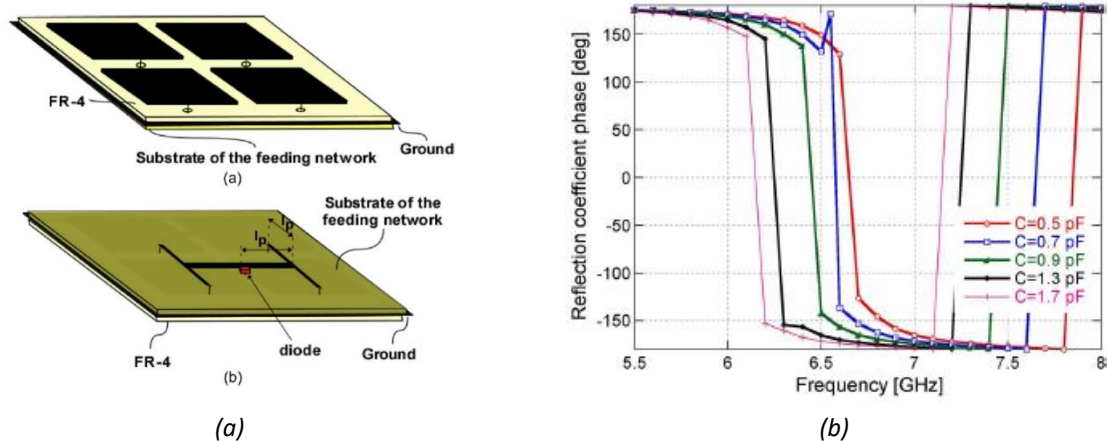 FR-4
Ground
Substrate of the feeding network
(a)
Substrate of the
feeding network
lp
lp
diode
FR-4
Ground
(b)
(a)
Reflection coefficient phase [deg]
150
100
50
0
-50
-100
-150
C=0.5 pF
C=0.7 pF
C=0.9 pF
C=1.3 pF
C=1.7 pF
5.5
6
6.5
7
7.5
8
Frequency [GHz]
(b)